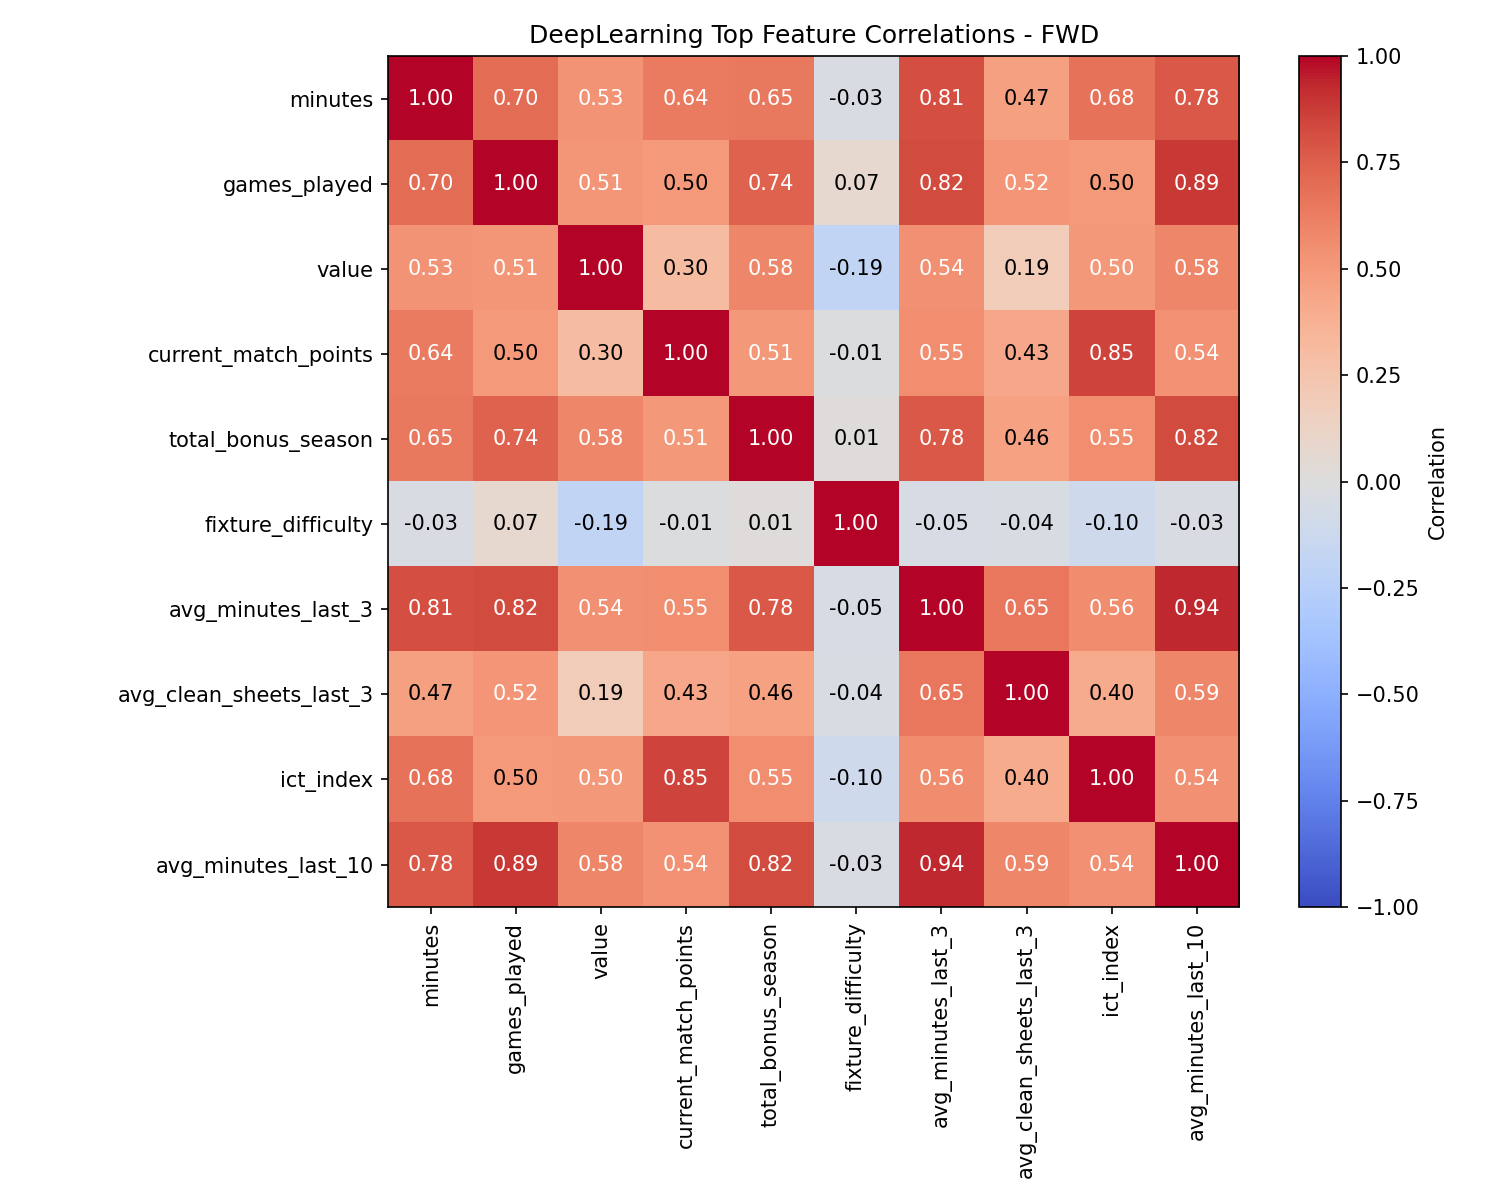 DeepLearning Top Feature Correlations - FWD
minutes 1.00 0.70 0.53 0.64 0.65 -0.03 0.81 0.47 0.68 0.78
games_played 0.70 1.00 0.51 0.50 0.74 0.07 0.82 0.52 0.50 0.89
value 0.53 0.51 1.00 0.30 0.58 -0.19 0.54 0.19 0.50 0.58
current_match_points 0.64 0.50 0.30 1.00 0.51 -0.01 0.55 0.43 0.85 0.54
total_bonus_season 0.65 0.74 0.58 0.51 1.00 0.01 0.78 0.46 0.55 0.82
fixture_difficulty -0.03 0.07 -0.19 -0.01 0.01 1.00 -0.05 -0.04 -0.10 -0.03
avg_minutes_last_3 0.81 0.82 0.54 0.55 0.78 -0.05 1.00 0.65 0.56 0.94
avg_clean_sheets_last_3 0.47 0.52 0.19 0.43 0.46 -0.04 0.65 1.00 0.40 0.59
ict_index 0.68 0.50 0.50 0.85 0.55 -0.10 0.56 0.40 1.00 0.54
avg_minutes_last_10 0.78 0.89 0.58 0.54 0.82 -0.03 0.94 0.59 0.54 1.00
minutes
games_played
value
current_match_points
total_bonus_season
fixture_difficulty
avg_minutes_last_3
avg_clean_sheets_last_3
ict_index
avg_minutes_last_10
1.00
0.75
0.50
0.25
0.00
−0.25
−0.50
−0.75
−1.00
Correlation